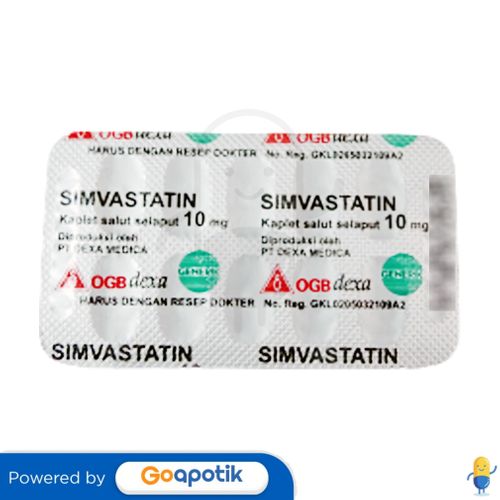 OGB dexa OGB dexa
HARUS DENGAN RESEP DOKTER No. Reg. GKL0205032109A2
SIMVASTATIN SIMVASTATIN
Kaplet salut selaput 10 mg Kaplet salut selaput 10 mg
Diproduksi oleh Diproduksi oleh
PT DEXA MEDICA PT DEXA MEDICA
GENERIK GENERIK
OGB dexa OGB dexa
HARUS DENGAN RESEP DOKTER No. Reg. GKL0205032109A2
SIMVASTATIN SIMVASTATIN
Powered by Goapotik